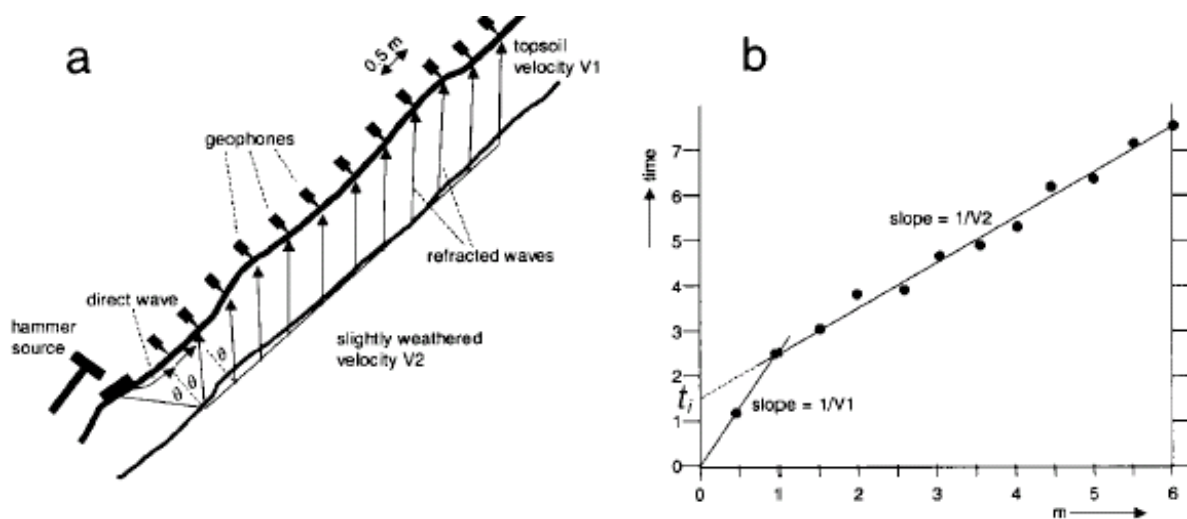 a
0.5 m
topsoil
velocity V1
geophones
refracted waves
direct wave
hammer
source
slightly weathered
velocity V2
θ
θ
θ
b
time
7
6
5
4
3
2
1
0
t_i
slope = 1/V2
slope = 1/V1
0 1 2 3 4 5 6
m